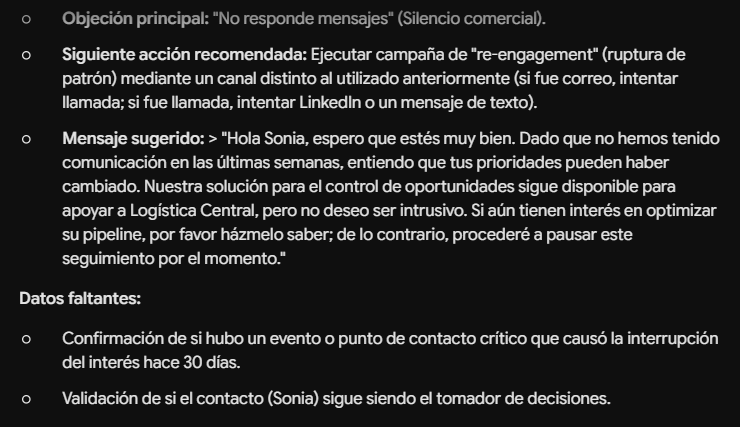 ○ Objeción principal: "No responde mensajes" (Silencio comercial).
○ Siguiente acción recomendada: Ejecutar campaña de "re-engagement" (ruptura de
patrón) mediante un canal distinto al utilizado anteriormente (si fue correo, intentar
llamada; si fue llamada, intentar LinkedIn o un mensaje de texto).
○ Mensaje sugerido: > "Hola Sonia, espero que estés muy bien. Dado que no hemos tenido
comunicación en las últimas semanas, entiendo que tus prioridades pueden haber
cambiado. Nuestra solución para el control de oportunidades sigue disponible para
apoyar a Logística Central, pero no deseo ser intrusivo. Si aún tienen interés en optimizar
su pipeline, por favor házmelo saber; de lo contrario, procederé a pausar este
seguimiento por el momento."
Datos faltantes:
○ Confirmación de si hubo un evento o punto de contacto crítico que causó la interrupción
del interés hace 30 días.
○ Validación de si el contacto (Sonia) sigue siendo el tomador de decisiones.